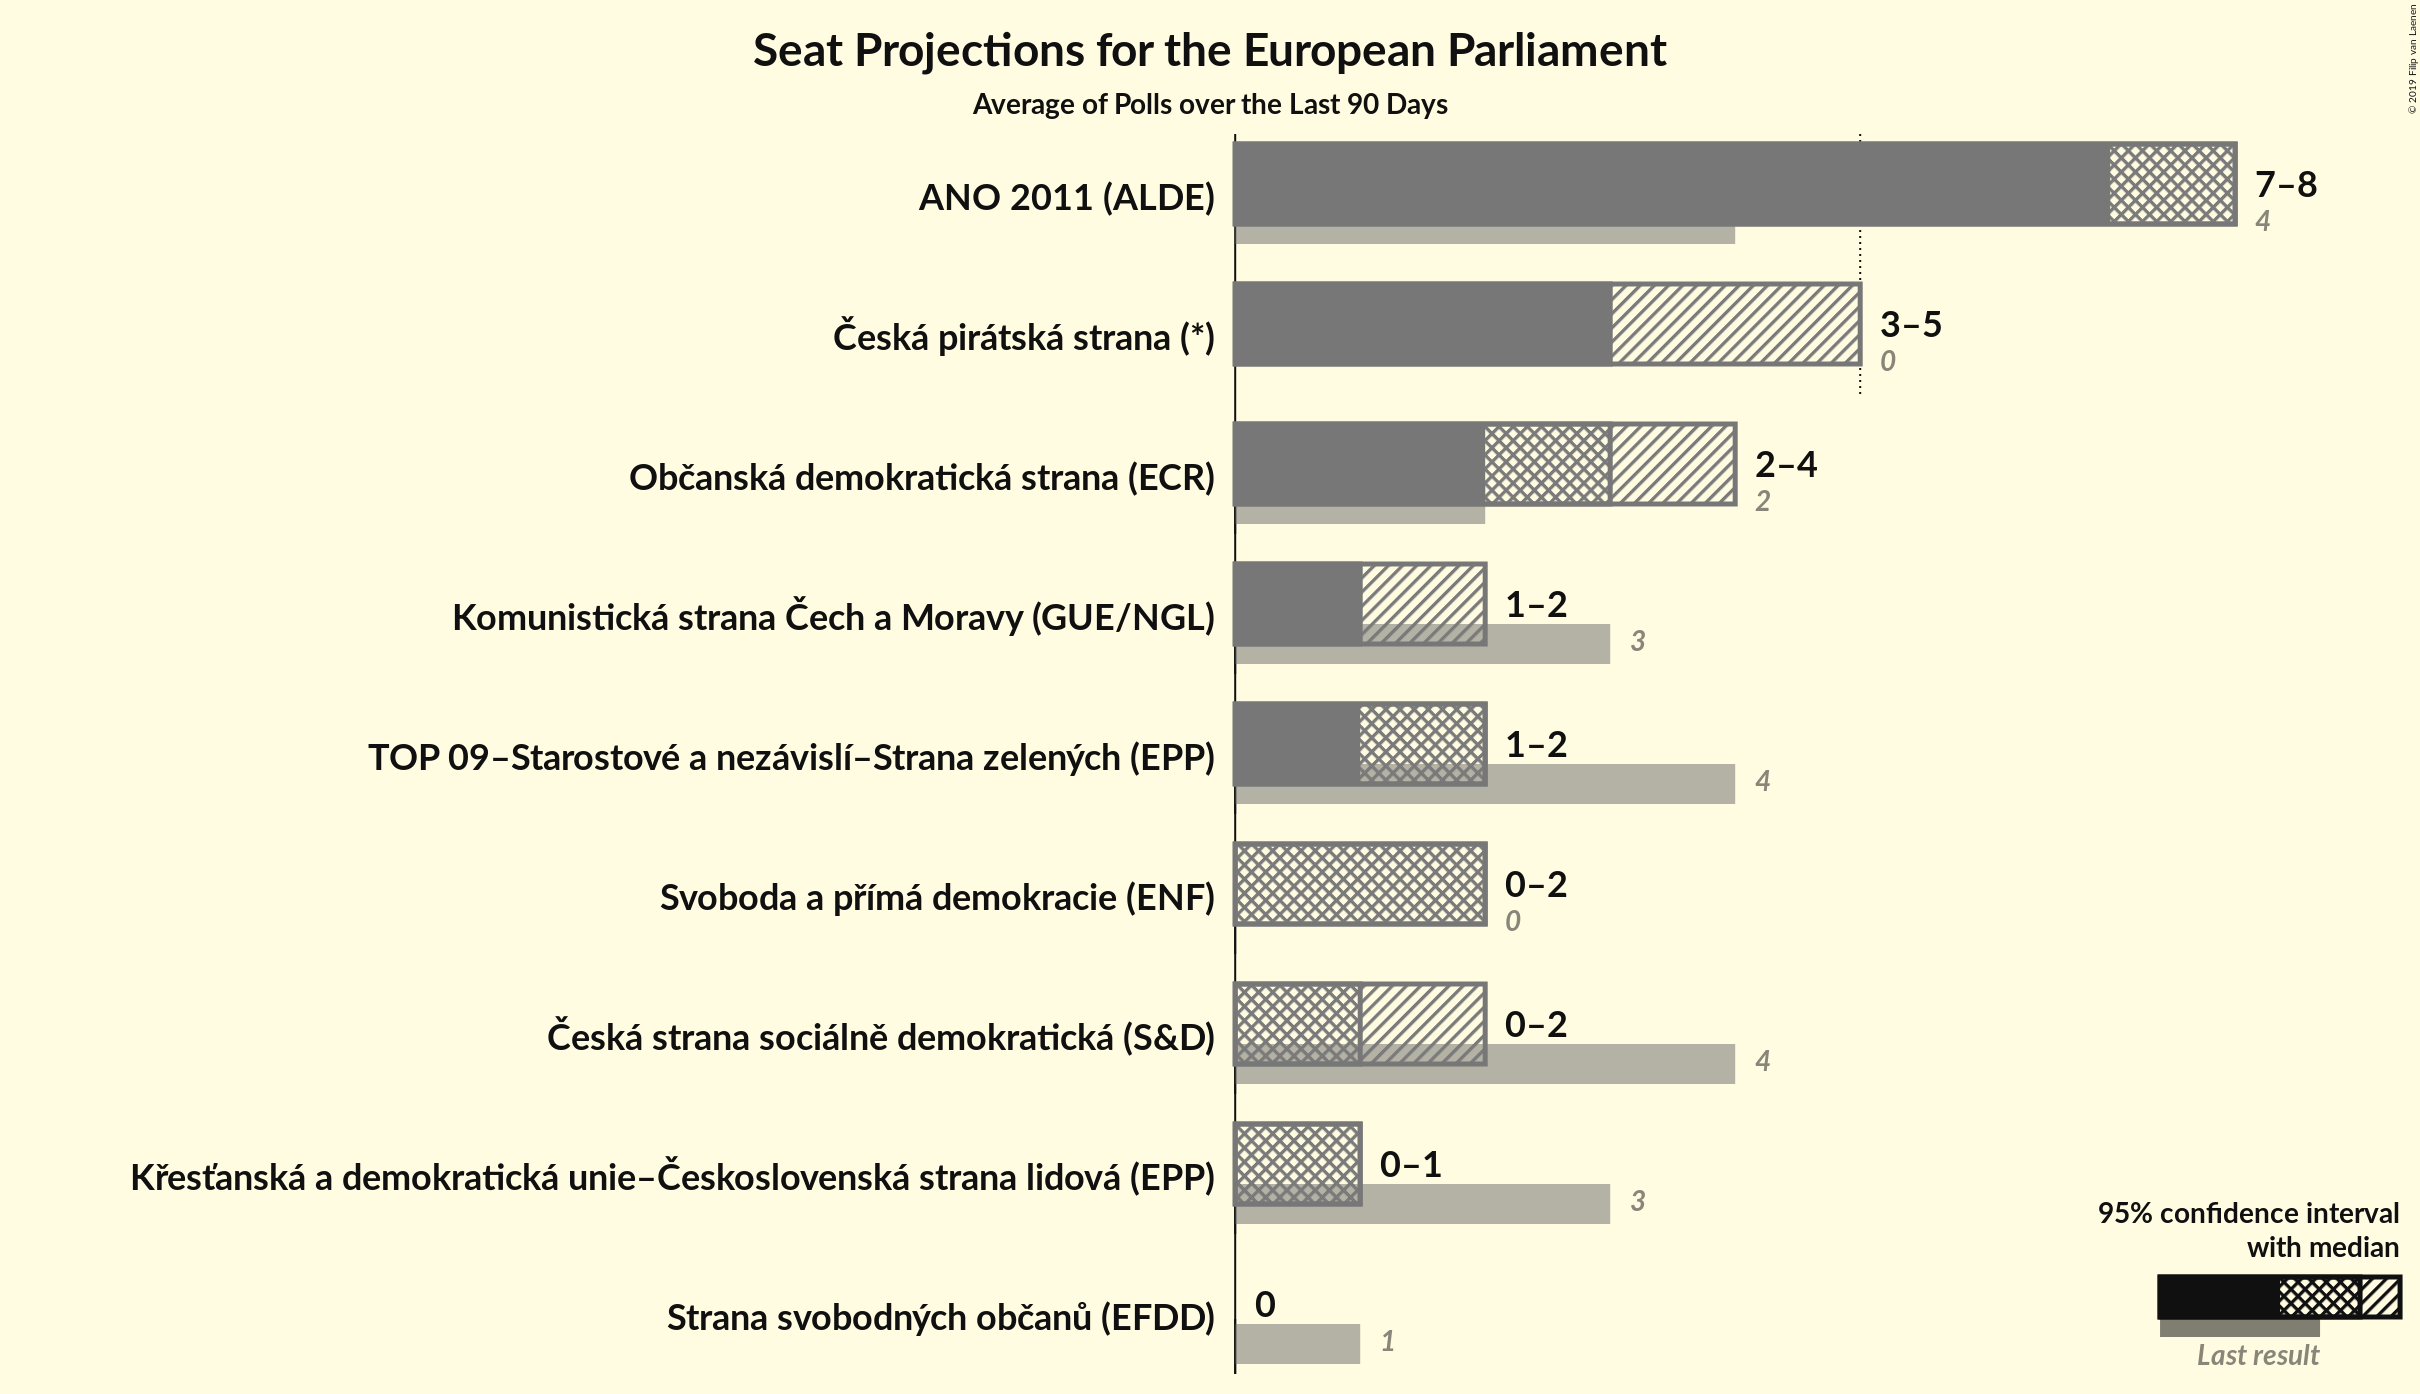 Seat Projections for the European Parliament
Average of Polls over the Last 90 Days
© 2019 Filip van Laenen
ANO 2011 (ALDE)
7–8
4
Česká pirátská strana (*)
3–5
0
Občanská demokratická strana (ECR)
2–4
2
Komunistická strana Čech a Moravy (GUE/NGL)
1–2
3
TOP 09–Starostové a nezávislí–Strana zelených (EPP)
1–2
4
Svoboda a přímá demokracie (ENF)
0–2
0
Česká strana sociálně demokratická (S&D)
0–2
4
Křesťanská a demokratická unie–Československá strana lidová (EPP)
0–1
3
Strana svobodných občanů (EFDD)
0
1
95% confidence interval
with median
Last result